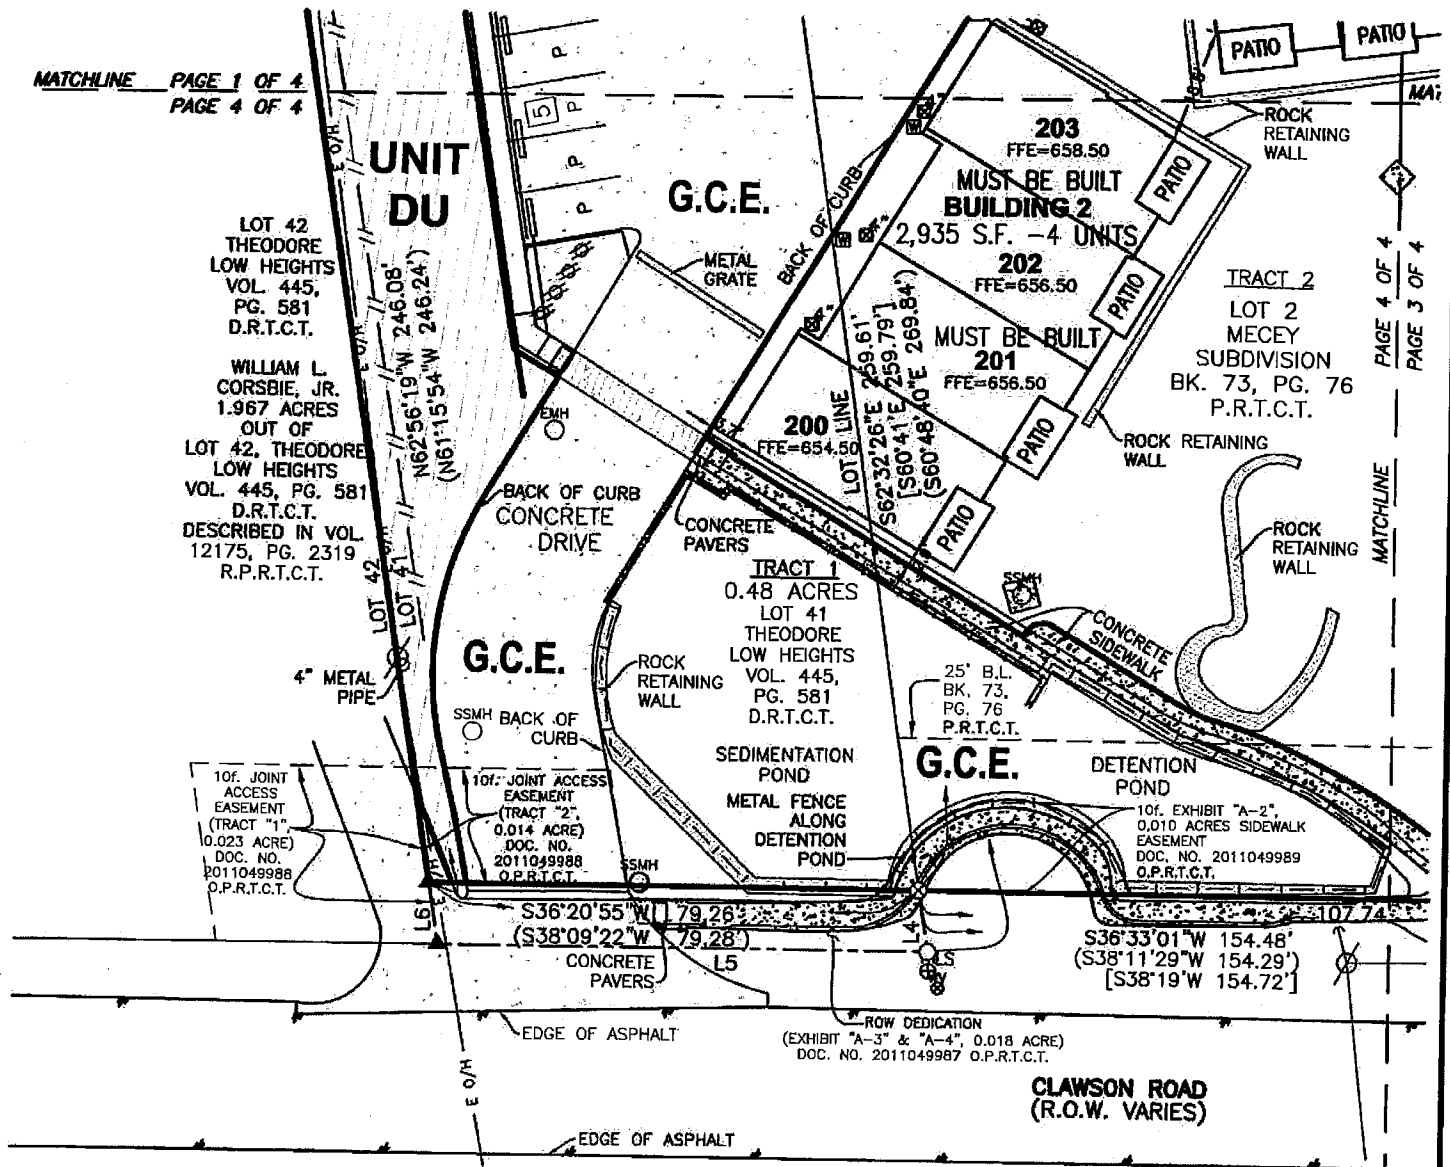 MATCHLINE PAGE 1 OF 4
PAGE 4 OF 4
UNIT
DU
E O/H
5
P
P
P
P
P
G.C.E.
METAL
GRATE
BACK OF CURB
203
FFE=658.50
MUST BE BUILT
BUILDING 2
2,935 S.F. -4 UNITS
202
FFE=656.50
MUST BE BUILT
201
FFE=656.50
200
FFE=654.50
PATIO
PATIO
PATIO
PATIO
PATIO
PATIO
ROCK
RETAINING
WALL
TRACT 2
LOT 2
MECEY
SUBDIVISION
BK. 73, PG. 76
P.R.T.C.T.
PAGE 4 OF 4
PAGE 3 OF 4
MATCHLINE
ROCK RETAINING
WALL
ROCK
RETAINING
WALL
LOT 42
THEODORE
LOW HEIGHTS
VOL. 445,
PG. 581
D.R.T.C.T.
WILLIAM L.
CORSBIE, JR.
1.967 ACRES
OUT OF
LOT 42, THEODORE
LOW HEIGHTS
VOL. 445, PG. 581
D.R.T.C.T.
DESCRIBED IN VOL.
12175, PG. 2319
R.P.R.T.C.T.
N62°56'19"W 246.08'
(N61°15'54"W 246.24')
E O/H
LOT 42
LOT 41
4" METAL
PIPE
EMH
BACK OF CURB
CONCRETE
DRIVE
CONCRETE
PAVERS
LOT LINE
S62°32'26"E 259.61'
[S60°41'E 259.79']
(S60°48'40"E 269.84')
TRACT 1
0.48 ACRES
LOT 41
THEODORE
LOW HEIGHTS
VOL. 445,
PG. 581
D.R.T.C.T.
SSMH
CONCRETE
SIDEWALK
25' B.L.
BK. 73,
PG. 76
P.R.T.C.T.
G.C.E.
ROCK
RETAINING
WALL
SSMH
BACK OF
CURB
SEDIMENTATION
POND
G.C.E.
DETENTION
POND
METAL FENCE
ALONG
DETENTION
POND
10f. EXHIBIT "A-2",
0.010 ACRES SIDEWALK
EASEMENT
DOC. NO. 2011049989
O.P.R.T.C.T.
10f. JOINT
ACCESS
EASEMENT
(TRACT "1",
0.023 ACRE)
DOC. NO.
2011049988
O.P.R.T.C.T.
10f. JOINT ACCESS
EASEMENT
(TRACT "2",
0.014 ACRE)
DOC. NO.
2011049988
O.P.R.T.C.T.
SSMH
L6
S36°20'55"W 79.26'
(S38°09'22"W 79.28')
CONCRETE
PAVERS
L5
L4
LS
107.74
S36°33'01"W 154.48'
(S38°11'29"W 154.29')
[S38°19'W 154.72']
EDGE OF ASPHALT
ROW DEDICATION
(EXHIBIT "A-3" & "A-4", 0.018 ACRE)
DOC. NO. 2011049987 O.P.R.T.C.T.
E O/H
CLAWSON ROAD
(R.O.W. VARIES)
EDGE OF ASPHALT